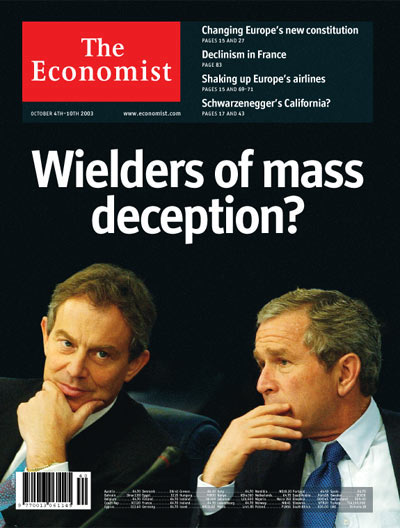 The
Economist
OCTOBER 4TH–10TH 2003
www.economist.com
Changing Europe's new constitution
PAGES 15 AND 27
Declinism in France
PAGE 83
Shaking up Europe's airlines
PAGES 15 AND 69-71
Schwarzenegger's California?
PAGES 17 AND 43
Wielders of mass
deception?